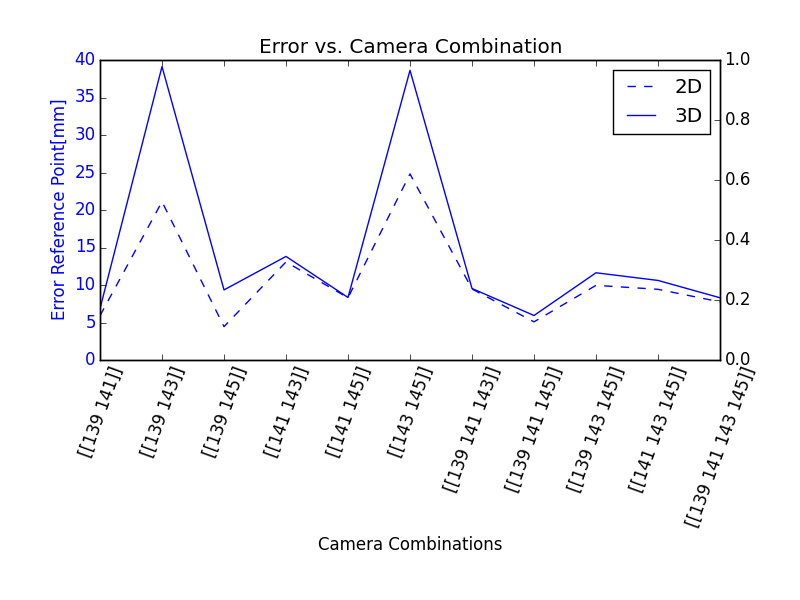 Error vs. Camera Combination
Error Reference Point[mm]
40
35
30
25
20
15
10
5
0
1.0
0.8
0.6
0.4
0.2
0.0
2D
3D
[[139 141]]
[[139 143]]
[[139 145]]
[[141 143]]
[[141 145]]
[[143 145]]
[[139 141 143]]
[[139 141 145]]
[[139 143 145]]
[[141 143 145]]
[[139 141 143 145]]
Camera Combinations